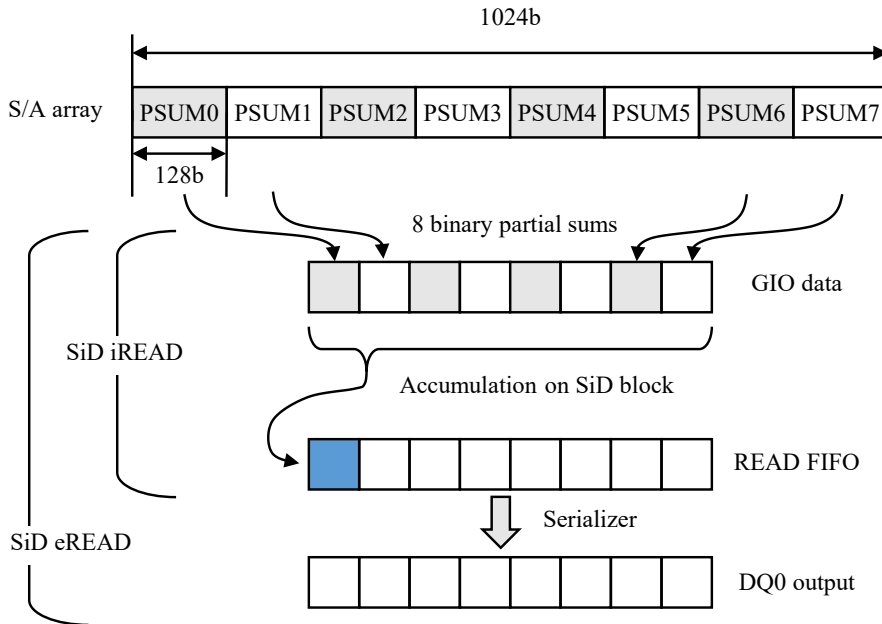 1024b
S/A array
PSUM0 PSUM1 PSUM2 PSUM3 PSUM4 PSUM5 PSUM6 PSUM7
128b
8 binary partial sums
GIO data
SiD iREAD
Accumulation on SiD block
READ FIFO
Serializer
SiD eREAD
DQ0 output